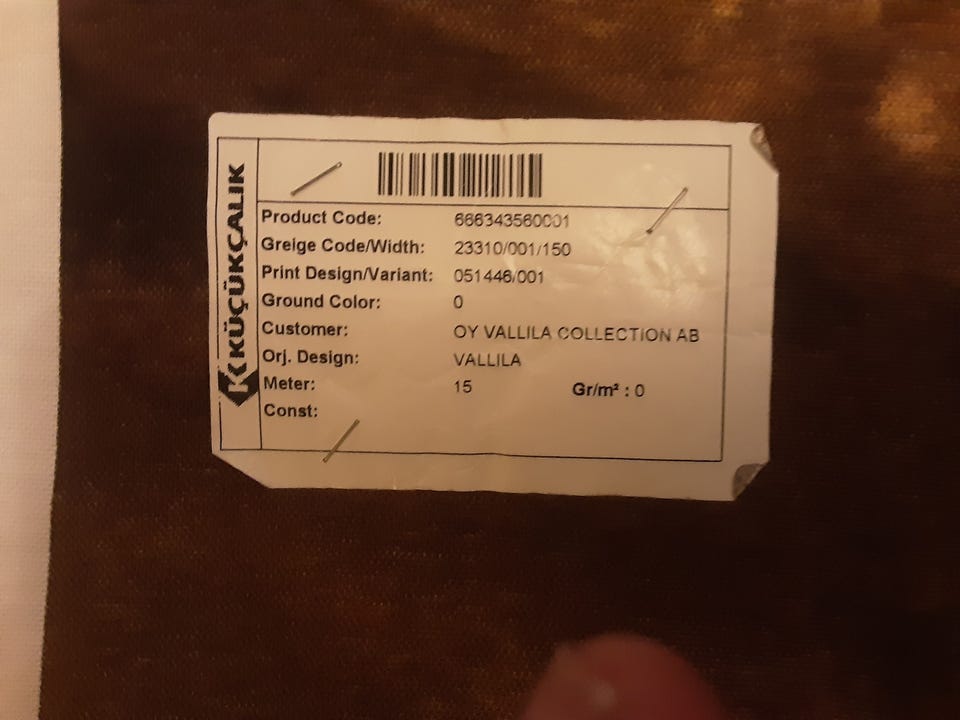 KÜÇÜKÇALIK
Product Code: 666343560001
Greige Code/Width: 23310/001/150
Print Design/Variant: 051446/001
Ground Color: 0
Customer: OY VALLILA COLLECTION AB
Orj. Design: VALLILA
Meter: 15 Gr/m² : 0
Const: